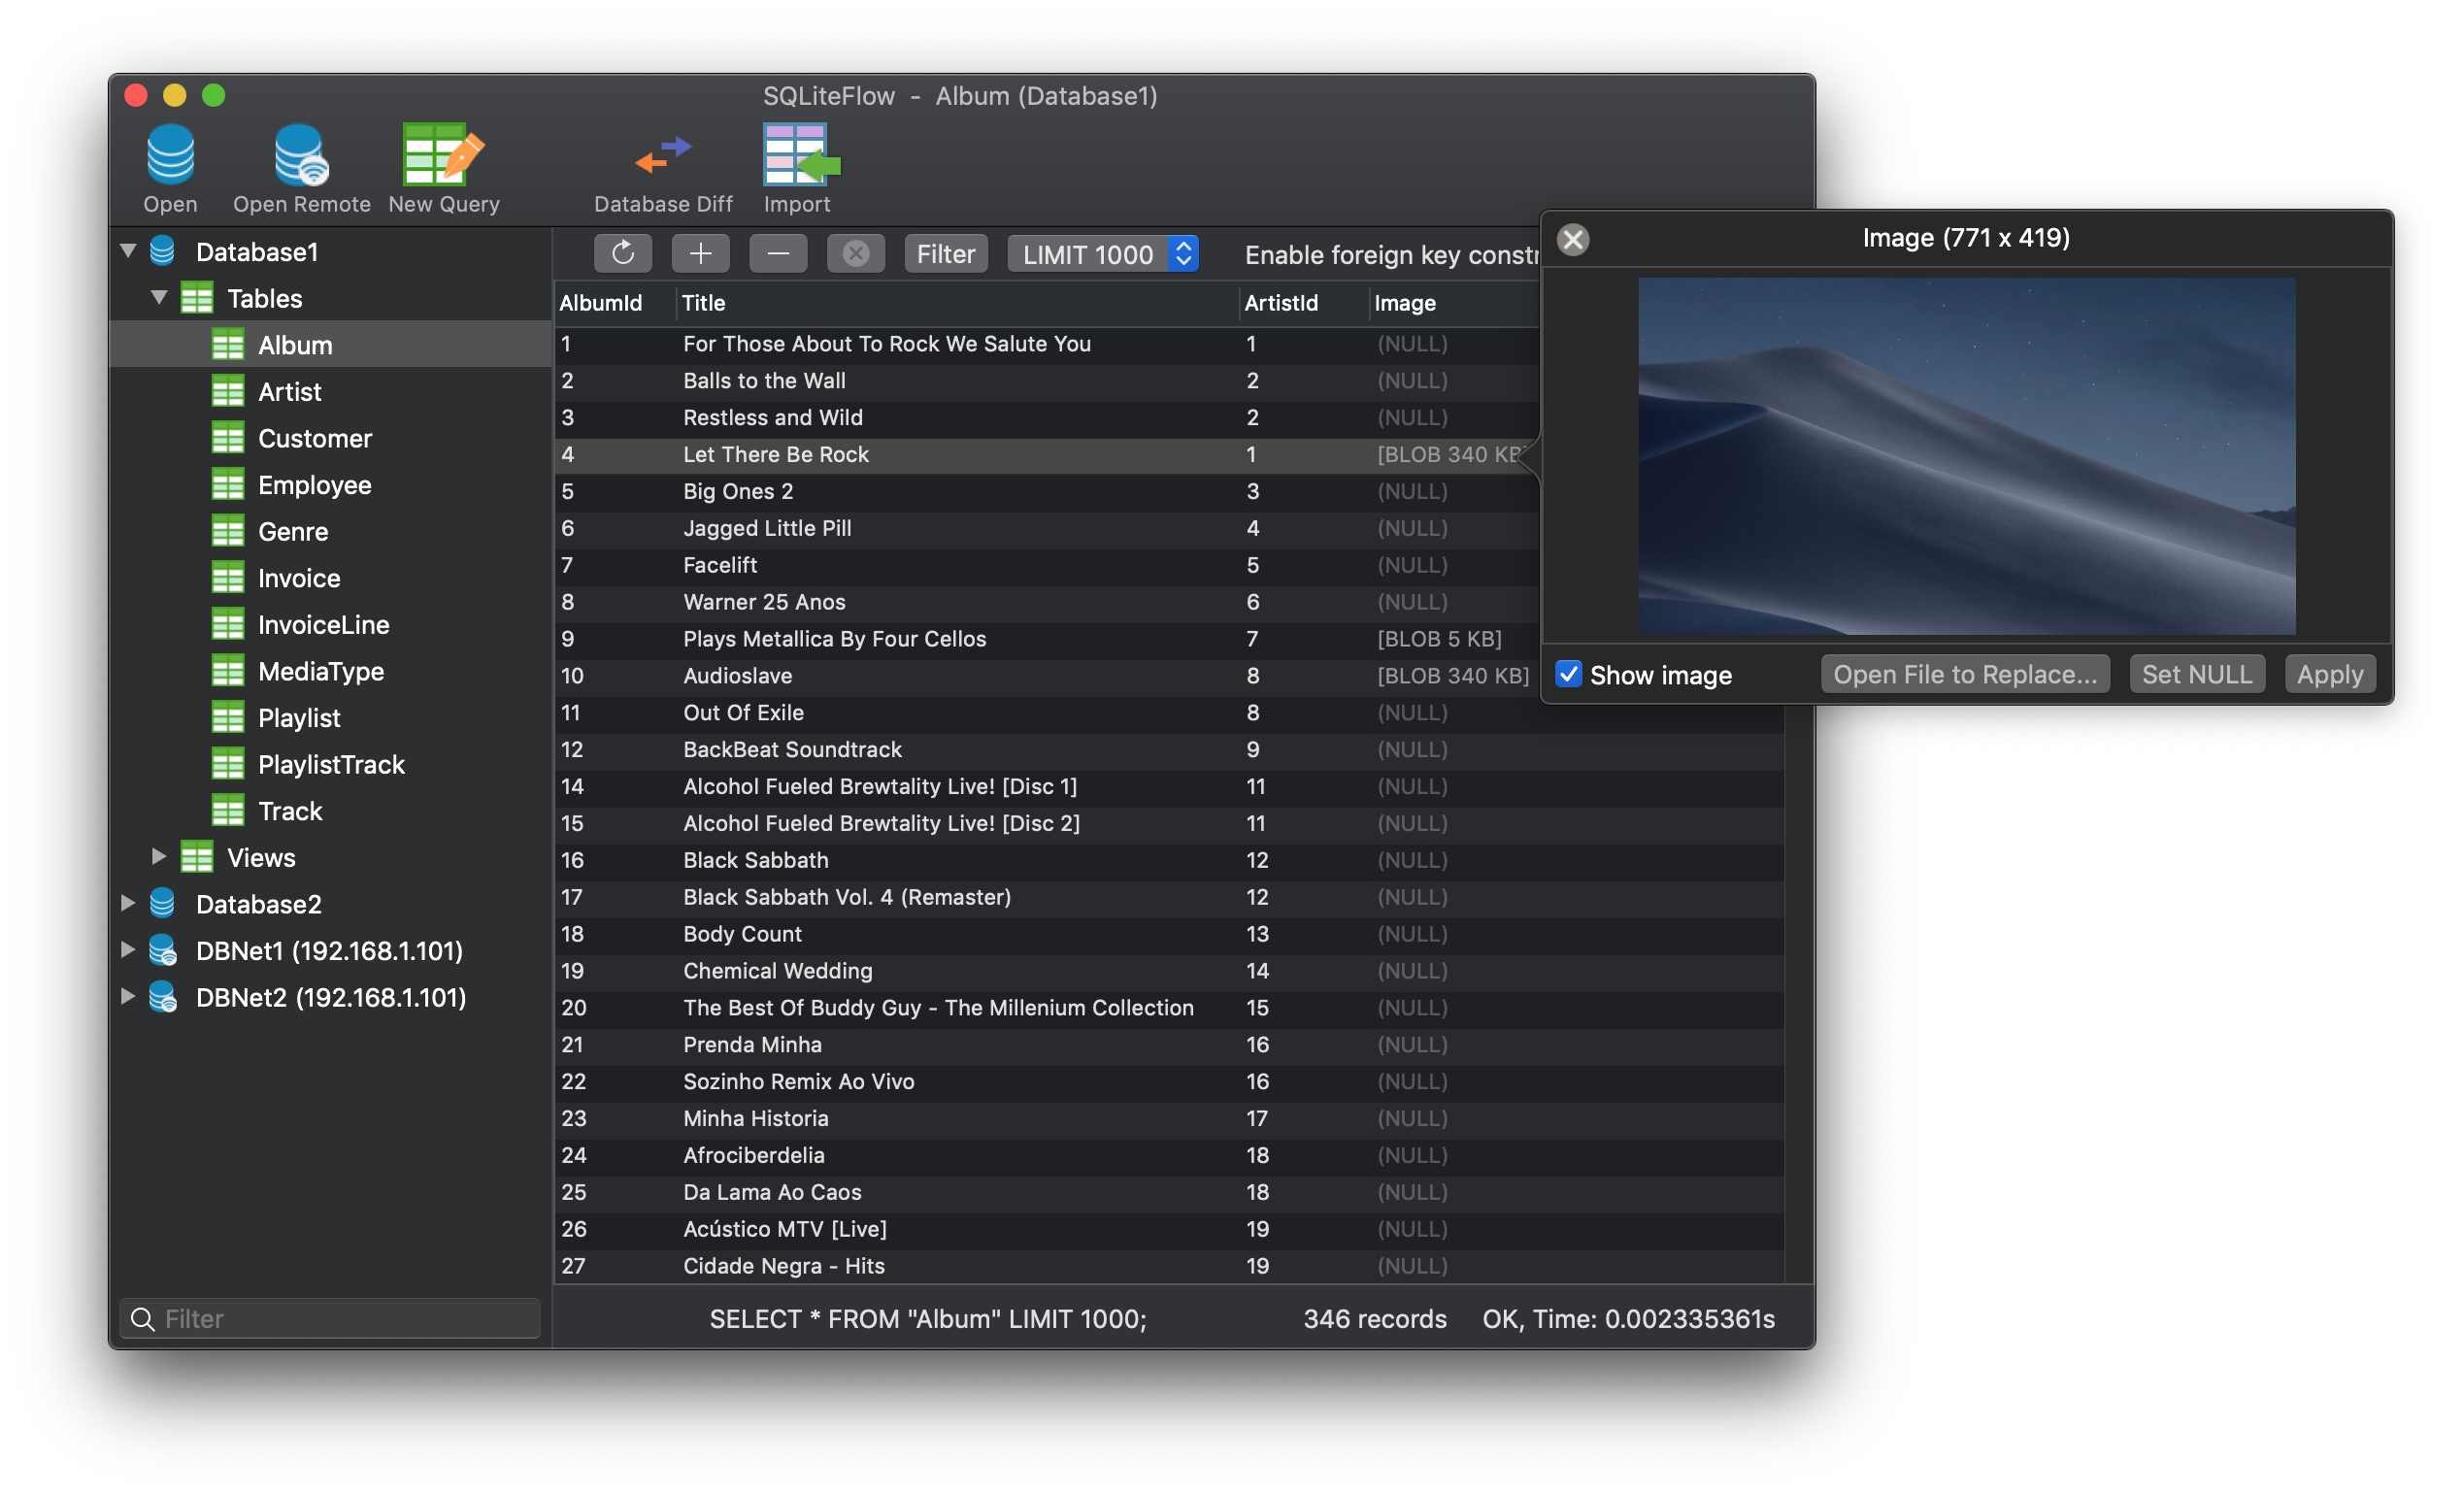 SQLiteFlow - Album (Database1)
Open
Open Remote
New Query
Database Diff
Import
Database1
Tables
Album
Artist
Customer
Employee
Genre
Invoice
InvoiceLine
MediaType
Playlist
PlaylistTrack
Track
Views
Database2
DBNet1 (192.168.1.101)
DBNet2 (192.168.1.101)
Filter
Filter LIMIT 1000 Enable foreign key constr
AlbumId Title ArtistId Image
1 For Those About To Rock We Salute You 1 (NULL)
2 Balls to the Wall 2 (NULL)
3 Restless and Wild 2 (NULL)
4 Let There Be Rock 1 [BLOB 340 KB]
5 Big Ones 2 3 (NULL)
6 Jagged Little Pill 4 (NULL)
7 Facelift 5 (NULL)
8 Warner 25 Anos 6 (NULL)
9 Plays Metallica By Four Cellos 7 [BLOB 5 KB]
10 Audioslave 8 [BLOB 340 KB]
11 Out Of Exile 8 (NULL)
12 BackBeat Soundtrack 9 (NULL)
14 Alcohol Fueled Brewtality Live! [Disc 1] 11 (NULL)
15 Alcohol Fueled Brewtality Live! [Disc 2] 11 (NULL)
16 Black Sabbath 12 (NULL)
17 Black Sabbath Vol. 4 (Remaster) 12 (NULL)
18 Body Count 13 (NULL)
19 Chemical Wedding 14 (NULL)
20 The Best Of Buddy Guy - The Millenium Collection 15 (NULL)
21 Prenda Minha 16 (NULL)
22 Sozinho Remix Ao Vivo 16 (NULL)
23 Minha Historia 17 (NULL)
24 Afrociberdelia 18 (NULL)
25 Da Lama Ao Caos 18 (NULL)
26 Acústico MTV [Live] 19 (NULL)
27 Cidade Negra - Hits 19 (NULL)
SELECT * FROM "Album" LIMIT 1000; 346 records OK, Time: 0.002335361s
Image (771 x 419)
Show image Open File to Replace... Set NULL Apply